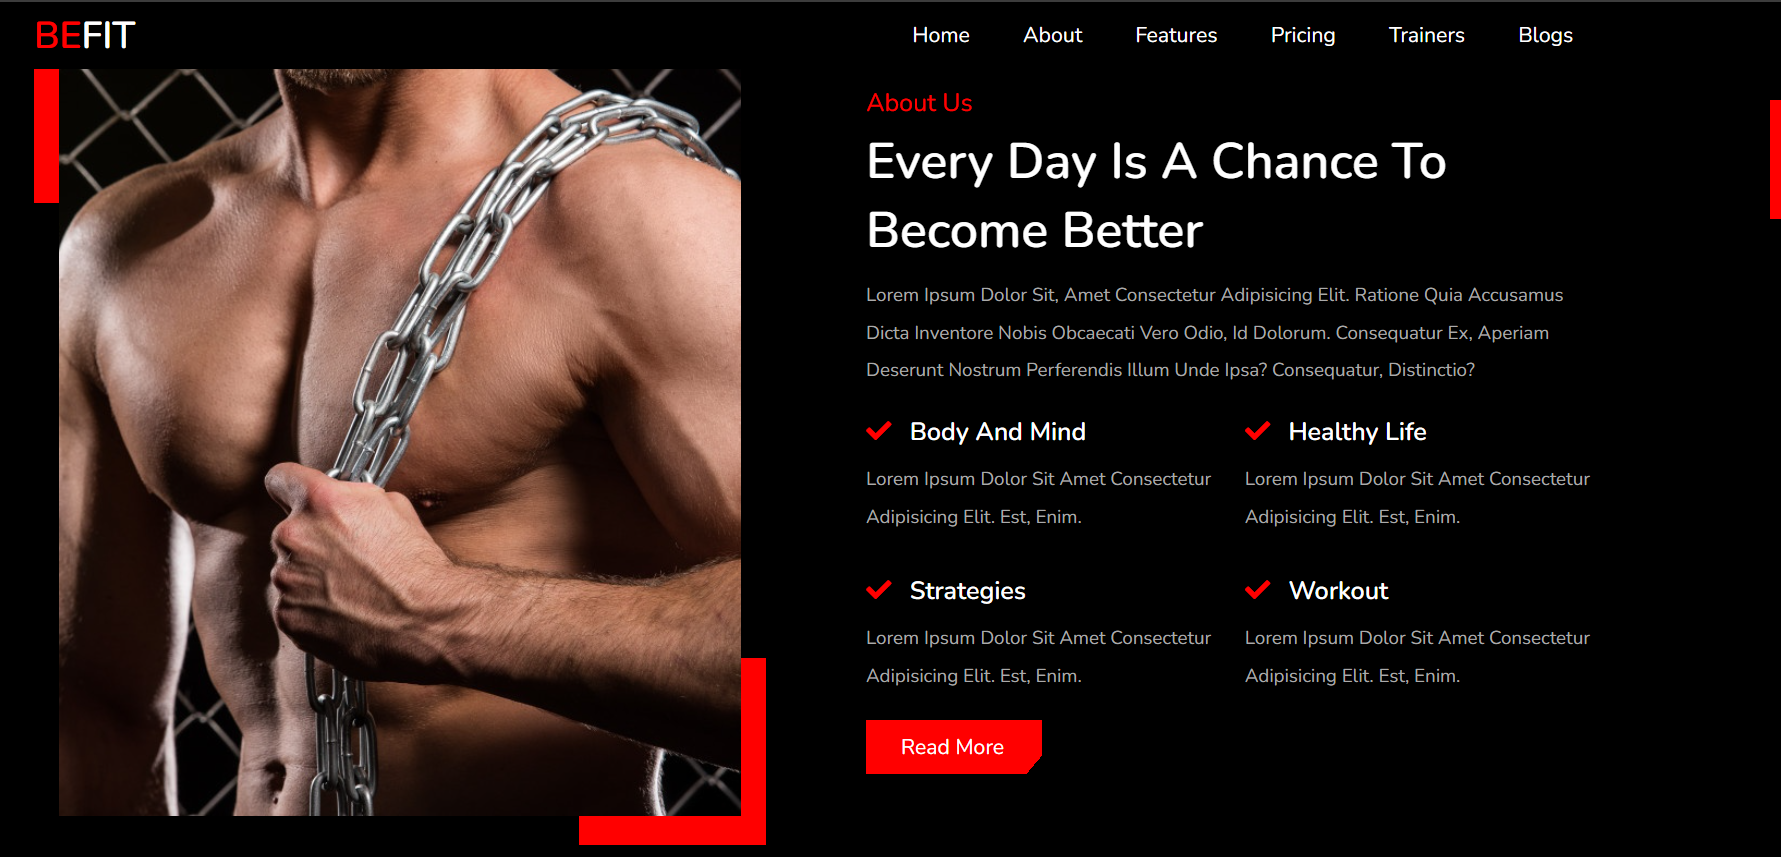 BEFIT
Home About Features Pricing Trainers Blogs
About Us
Every Day Is A Chance To
Become Better
Lorem Ipsum Dolor Sit, Amet Consectetur Adipisicing Elit. Ratione Quia Accusamus
Dicta Inventore Nobis Obcaecati Vero Odio, Id Dolorum. Consequatur Ex, Aperiam
Deserunt Nostrum Perferendis Illum Unde Ipsa? Consequatur, Distinctio?
Body And Mind
Lorem Ipsum Dolor Sit Amet Consectetur
Adipisicing Elit. Est, Enim.
Healthy Life
Lorem Ipsum Dolor Sit Amet Consectetur
Adipisicing Elit. Est, Enim.
Strategies
Lorem Ipsum Dolor Sit Amet Consectetur
Adipisicing Elit. Est, Enim.
Workout
Lorem Ipsum Dolor Sit Amet Consectetur
Adipisicing Elit. Est, Enim.
Read More